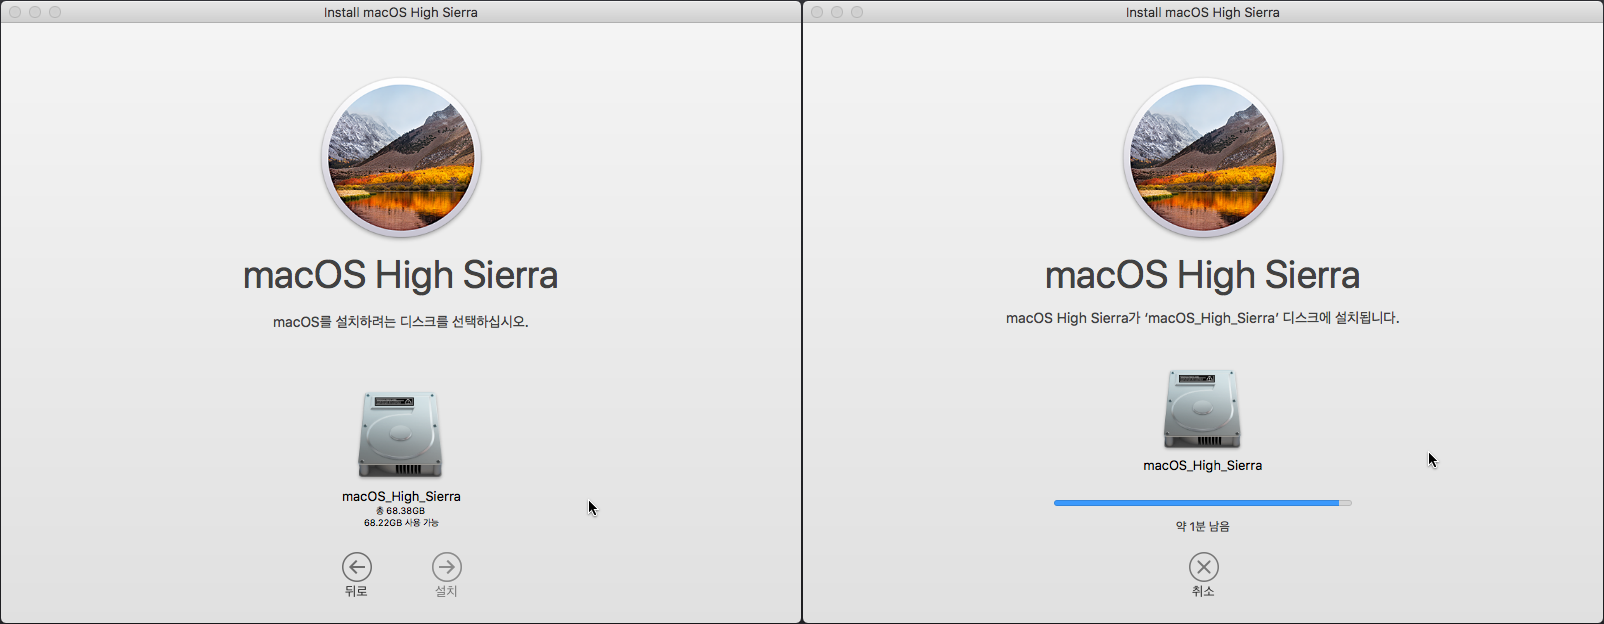 Install macOS High Sierra
macOS High Sierra
macOS를 설치하려는 디스크를 선택하십시오.
macOS_High_Sierra
총 68.38GB
68.22GB 사용 가능
뒤로
설치
Install macOS High Sierra
macOS High Sierra
macOS High Sierra가 ‘macOS_High_Sierra’ 디스크에 설치됩니다.
macOS_High_Sierra
약 1분 남음
취소